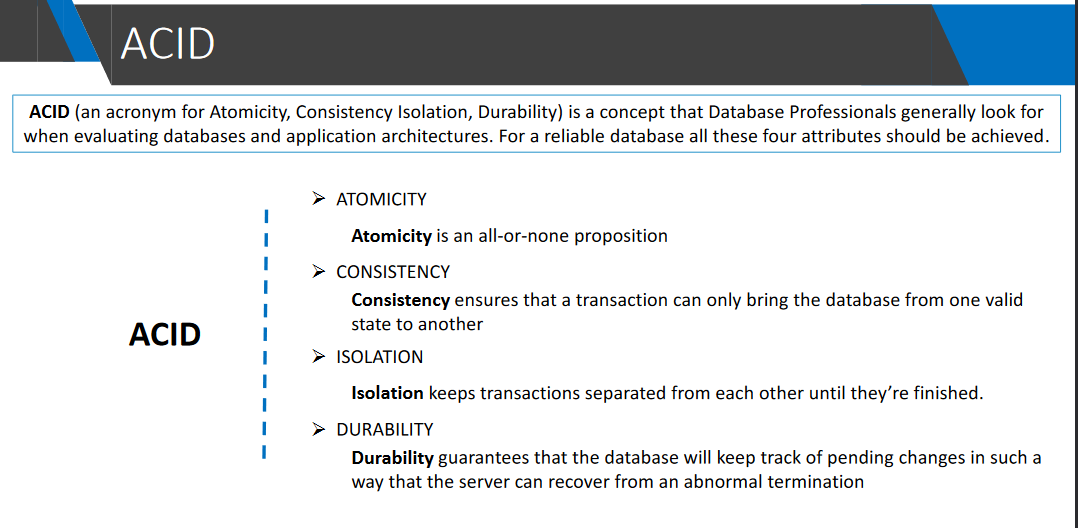 ACID
ACID (an acronym for Atomicity, Consistency Isolation, Durability) is a concept that Database Professionals generally look for
when evaluating databases and application architectures. For a reliable database all these four attributes should be achieved.
ACID
➢ ATOMICITY
Atomicity is an all-or-none proposition
➢ CONSISTENCY
Consistency ensures that a transaction can only bring the database from one valid
state to another
➢ ISOLATION
Isolation keeps transactions separated from each other until they’re finished.
➢ DURABILITY
Durability guarantees that the database will keep track of pending changes in such a
way that the server can recover from an abnormal termination